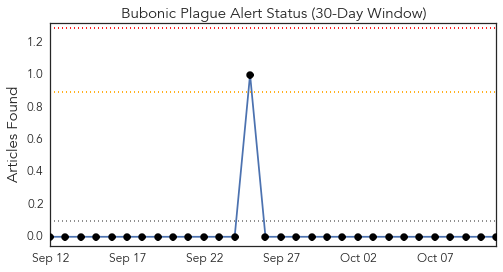 Bubonic Plague Alert Status (30-Day Window)
Articles Found
1.2
1.0
0.8
0.6
0.4
0.2
0.0
Sep 12 Sep 17 Sep 22 Sep 27 Oct 02 Oct 07